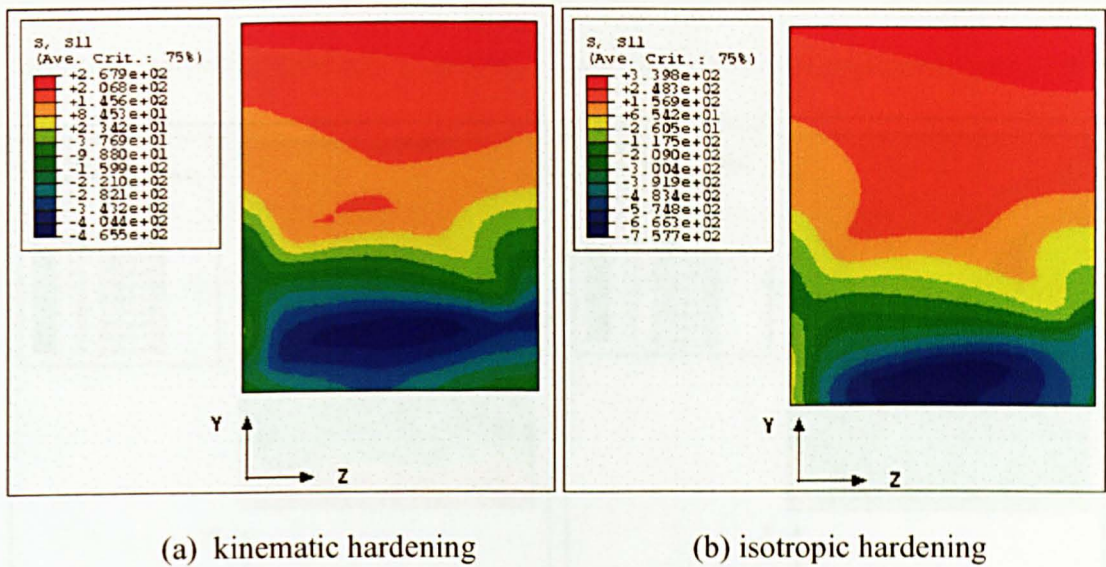 S, S11
(Ave. Crit.: 75%)
+2.679e+02
+2.068e+02
+1.456e+02
+8.453e+01
+2.342e+01
-3.769e+01
-9.880e+01
-1.599e+02
-2.210e+02
-2.821e+02
-3.432e+02
-4.044e+02
-4.655e+02
Y
Z
S, S11
(Ave. Crit.: 75%)
+3.398e+02
+2.483e+02
+1.569e+02
+6.542e+01
-2.605e+01
-1.175e+02
-2.090e+02
-3.004e+02
-3.919e+02
-4.834e+02
-5.748e+02
-6.663e+02
-7.577e+02
Y
Z
(a) kinematic hardening
(b) isotropic hardening